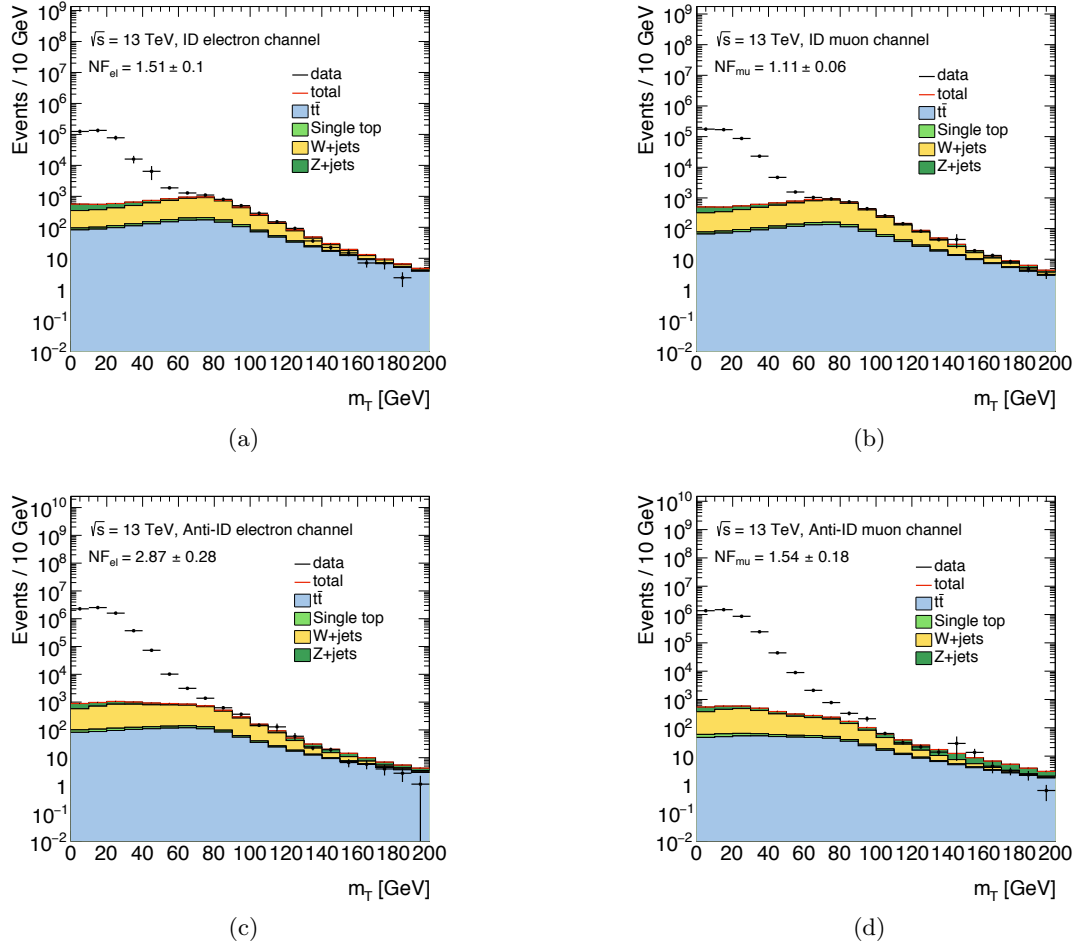 √s = 13 TeV, ID electron channel
NF_el = 1.51 ± 0.1
data
total
tt̄
Single top
W+jets
Z+jets
Events / 10 GeV
10^9
10^8
10^7
10^6
10^5
10^4
10^3
10^2
10
1
10^−1
10^−2
0 20 40 60 80 100 120 140 160 180 200
m_T [GeV]
(a)
√s = 13 TeV, ID muon channel
NF_mu = 1.11 ± 0.06
data
total
tt̄
Single top
W+jets
Z+jets
Events / 10 GeV
10^9
10^8
10^7
10^6
10^5
10^4
10^3
10^2
10
1
10^−1
10^−2
0 20 40 60 80 100 120 140 160 180 200
m_T [GeV]
(b)
√s = 13 TeV, Anti-ID electron channel
NF_el = 2.87 ± 0.28
data
total
tt̄
Single top
W+jets
Z+jets
Events / 10 GeV
10^10
10^9
10^8
10^7
10^6
10^5
10^4
10^3
10^2
10
1
10^−1
10^−2
0 20 40 60 80 100 120 140 160 180 200
m_T [GeV]
(c)
√s = 13 TeV, Anti-ID muon channel
NF_mu = 1.54 ± 0.18
data
total
tt̄
Single top
W+jets
Z+jets
Events / 10 GeV
10^10
10^9
10^8
10^7
10^6
10^5
10^4
10^3
10^2
10
1
10^−1
10^−2
0 20 40 60 80 100 120 140 160 180 200
m_T [GeV]
(d)